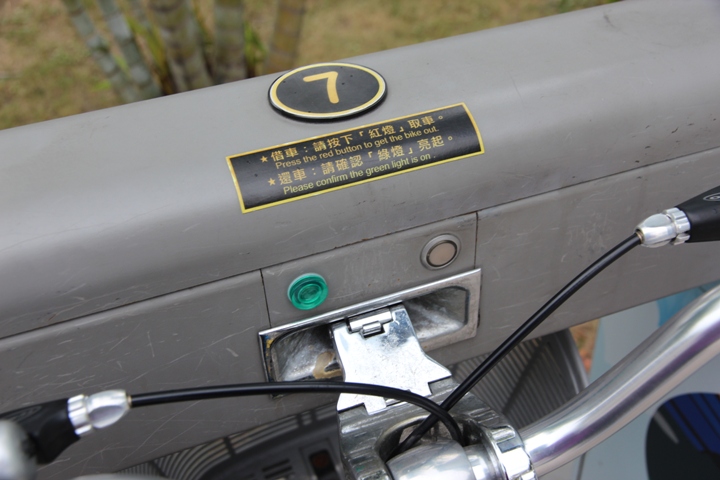 7
★借車：請按下「紅燈」取車。
Press the red button to get the bike out.
★還車：請確認「綠燈」亮起。
Please confirm the green light is on